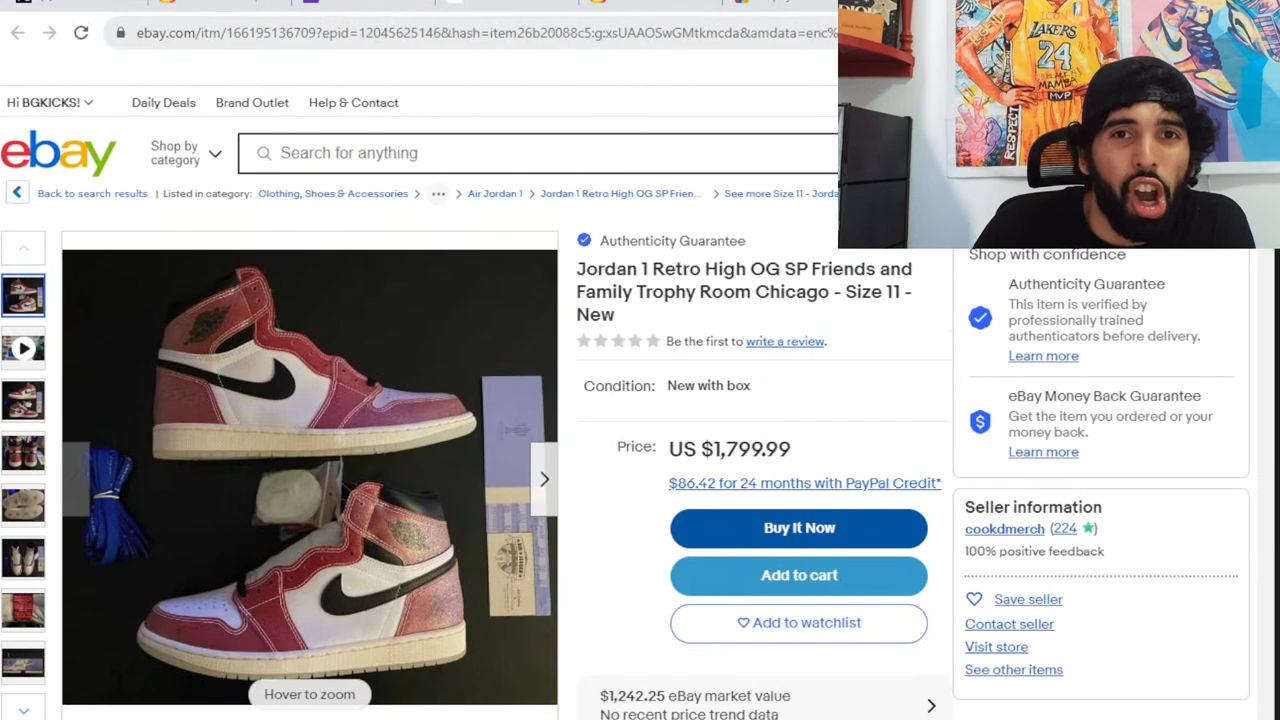 ebay.com/itm/166195136709?epid=12045625146&hash=item26b20088c5:g:xsUAAOSwGMtkmcda&amdata=enc%
Hi BGKICKS!
Daily Deals
Brand Outlet
Help & Contact
ebay
Shop by
category
Search for anything
Back to search results
Listed in category:
Clothing, Shoes & Accessories
Air Jordan 1
Jordan 1 Retro High OG SP Frien...
See more Size 11 - Jorda
LAKERS
24
MAMBA
MVP
RESPECT
Authenticity Guarantee
Jordan 1 Retro High OG SP Friends and
Family Trophy Room Chicago - Size 11 -
New
Be the first to write a review.
Condition: New with box
Price: US $1,799.99
$86.42 for 24 months with PayPal Credit*
Buy It Now
Add to cart
Add to watchlist
$1,242.25 eBay market value
No recent price trend data
Hover to zoom
Shop with confidence
Authenticity Guarantee
This item is verified by
professionally trained
authenticators before delivery.
Learn more
eBay Money Back Guarantee
Get the item you ordered or your
money back.
Learn more
Seller information
cookdmerch (224)
100% positive feedback
Save seller
Contact seller
Visit store
See other items